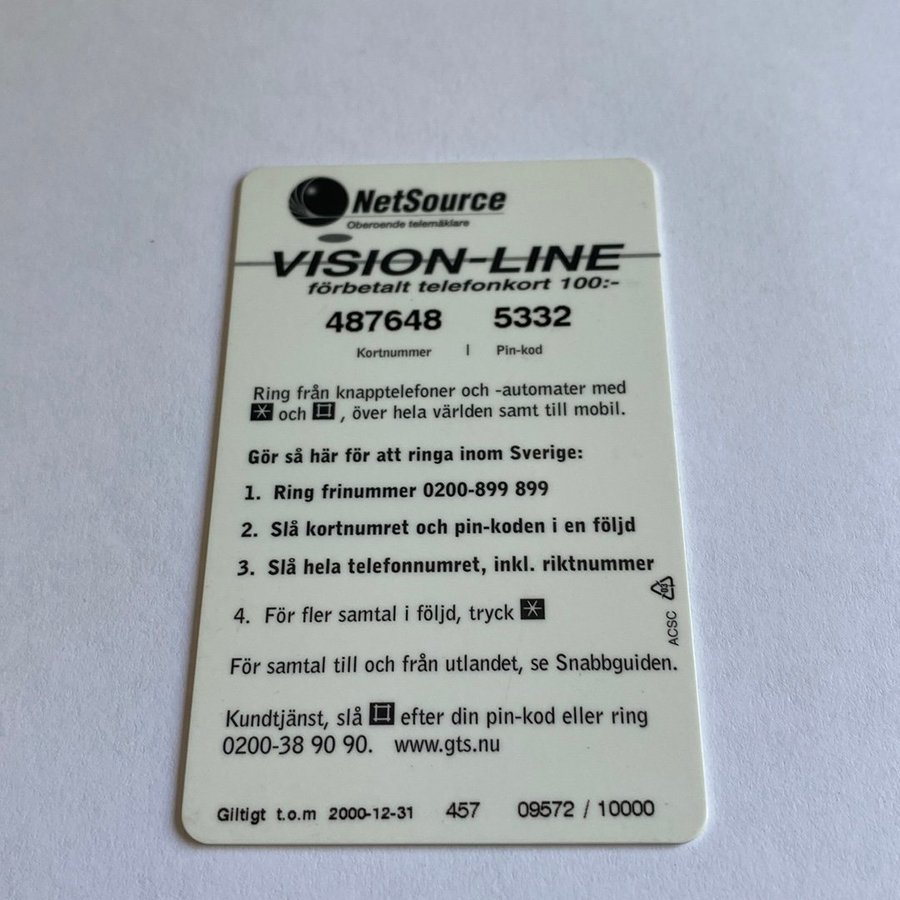 NetSource
Oberoende telemäklare
VISION-LINE
förbetalt telefonkort 100:-
487648 5332
Kortnummer | Pin-kod
Ring från knapptelefoner och -automater med
* och #, över hela världen samt till mobil.
Gör så här för att ringa inom Sverige:
1. Ring frinummer 0200-899 899
2. Slå kortnumret och pin-koden i en följd
3. Slå hela telefonnumret, inkl. riktnummer
4. För fler samtal i följd, tryck *
03
ACSC
För samtal till och från utlandet, se Snabbguiden.
Kundtjänst, slå # efter din pin-kod eller ring
0200-38 90 90. www.gts.nu
Giltigt t.o.m 2000-12-31 457 09572 / 10000